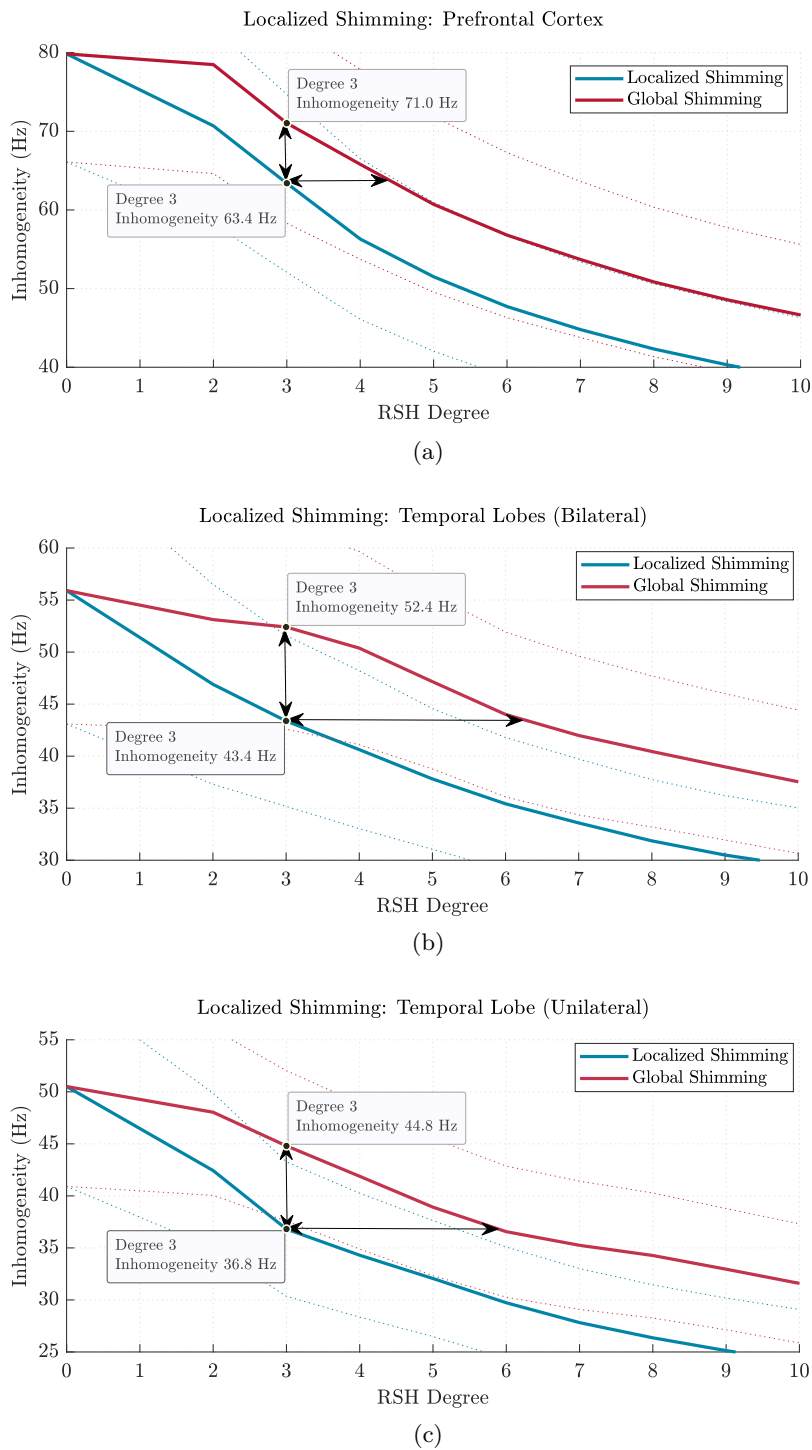 Localized Shimming: Prefrontal Cortex
80
70
60
50
40
Inhomogeneity (Hz)
Localized Shimming
Global Shimming
Degree 3
Inhomogeneity 71.0 Hz
Degree 3
Inhomogeneity 63.4 Hz
0 1 2 3 4 5 6 7 8 9 10
RSH Degree
(a)
Localized Shimming: Temporal Lobes (Bilateral)
60
55
50
45
40
35
30
Inhomogeneity (Hz)
Localized Shimming
Global Shimming
Degree 3
Inhomogeneity 52.4 Hz
Degree 3
Inhomogeneity 43.4 Hz
0 1 2 3 4 5 6 7 8 9 10
RSH Degree
(b)
Localized Shimming: Temporal Lobe (Unilateral)
55
50
45
40
35
30
25
Inhomogeneity (Hz)
Localized Shimming
Global Shimming
Degree 3
Inhomogeneity 44.8 Hz
Degree 3
Inhomogeneity 36.8 Hz
0 1 2 3 4 5 6 7 8 9 10
RSH Degree
(c)